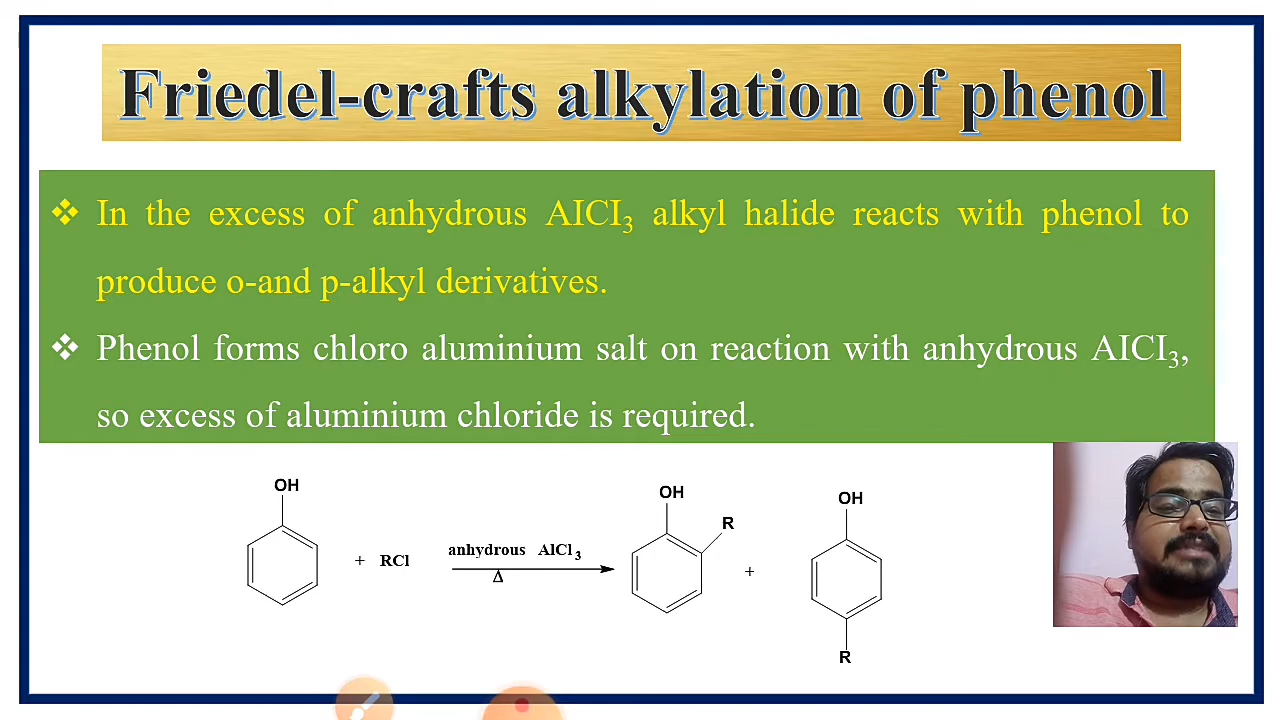 Friedel-crafts alkylation of phenol
❖ In the excess of anhydrous AICI₃ alkyl halide reacts with phenol to
produce o-and p-alkyl derivatives.
❖ Phenol forms chloro aluminium salt on reaction with anhydrous AICI₃,
so excess of aluminium chloride is required.
OH
+ RCl
anhydrous AlCl₃
Δ
OH
R
+
OH
R